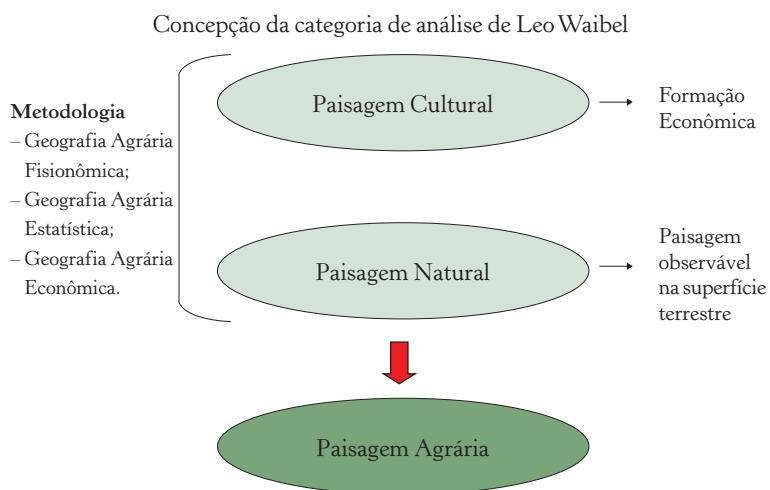 Concepção da categoria de análise de Leo Waibel
Metodologia
– Geografia Agrária
Fisionômica;
– Geografia Agrária
Estatística;
– Geografia Agrária
Econômica.
Paisagem Cultural
Formação
Econômica
Paisagem Natural
Paisagem
observável
na superfície
terrestre
Paisagem Agrária